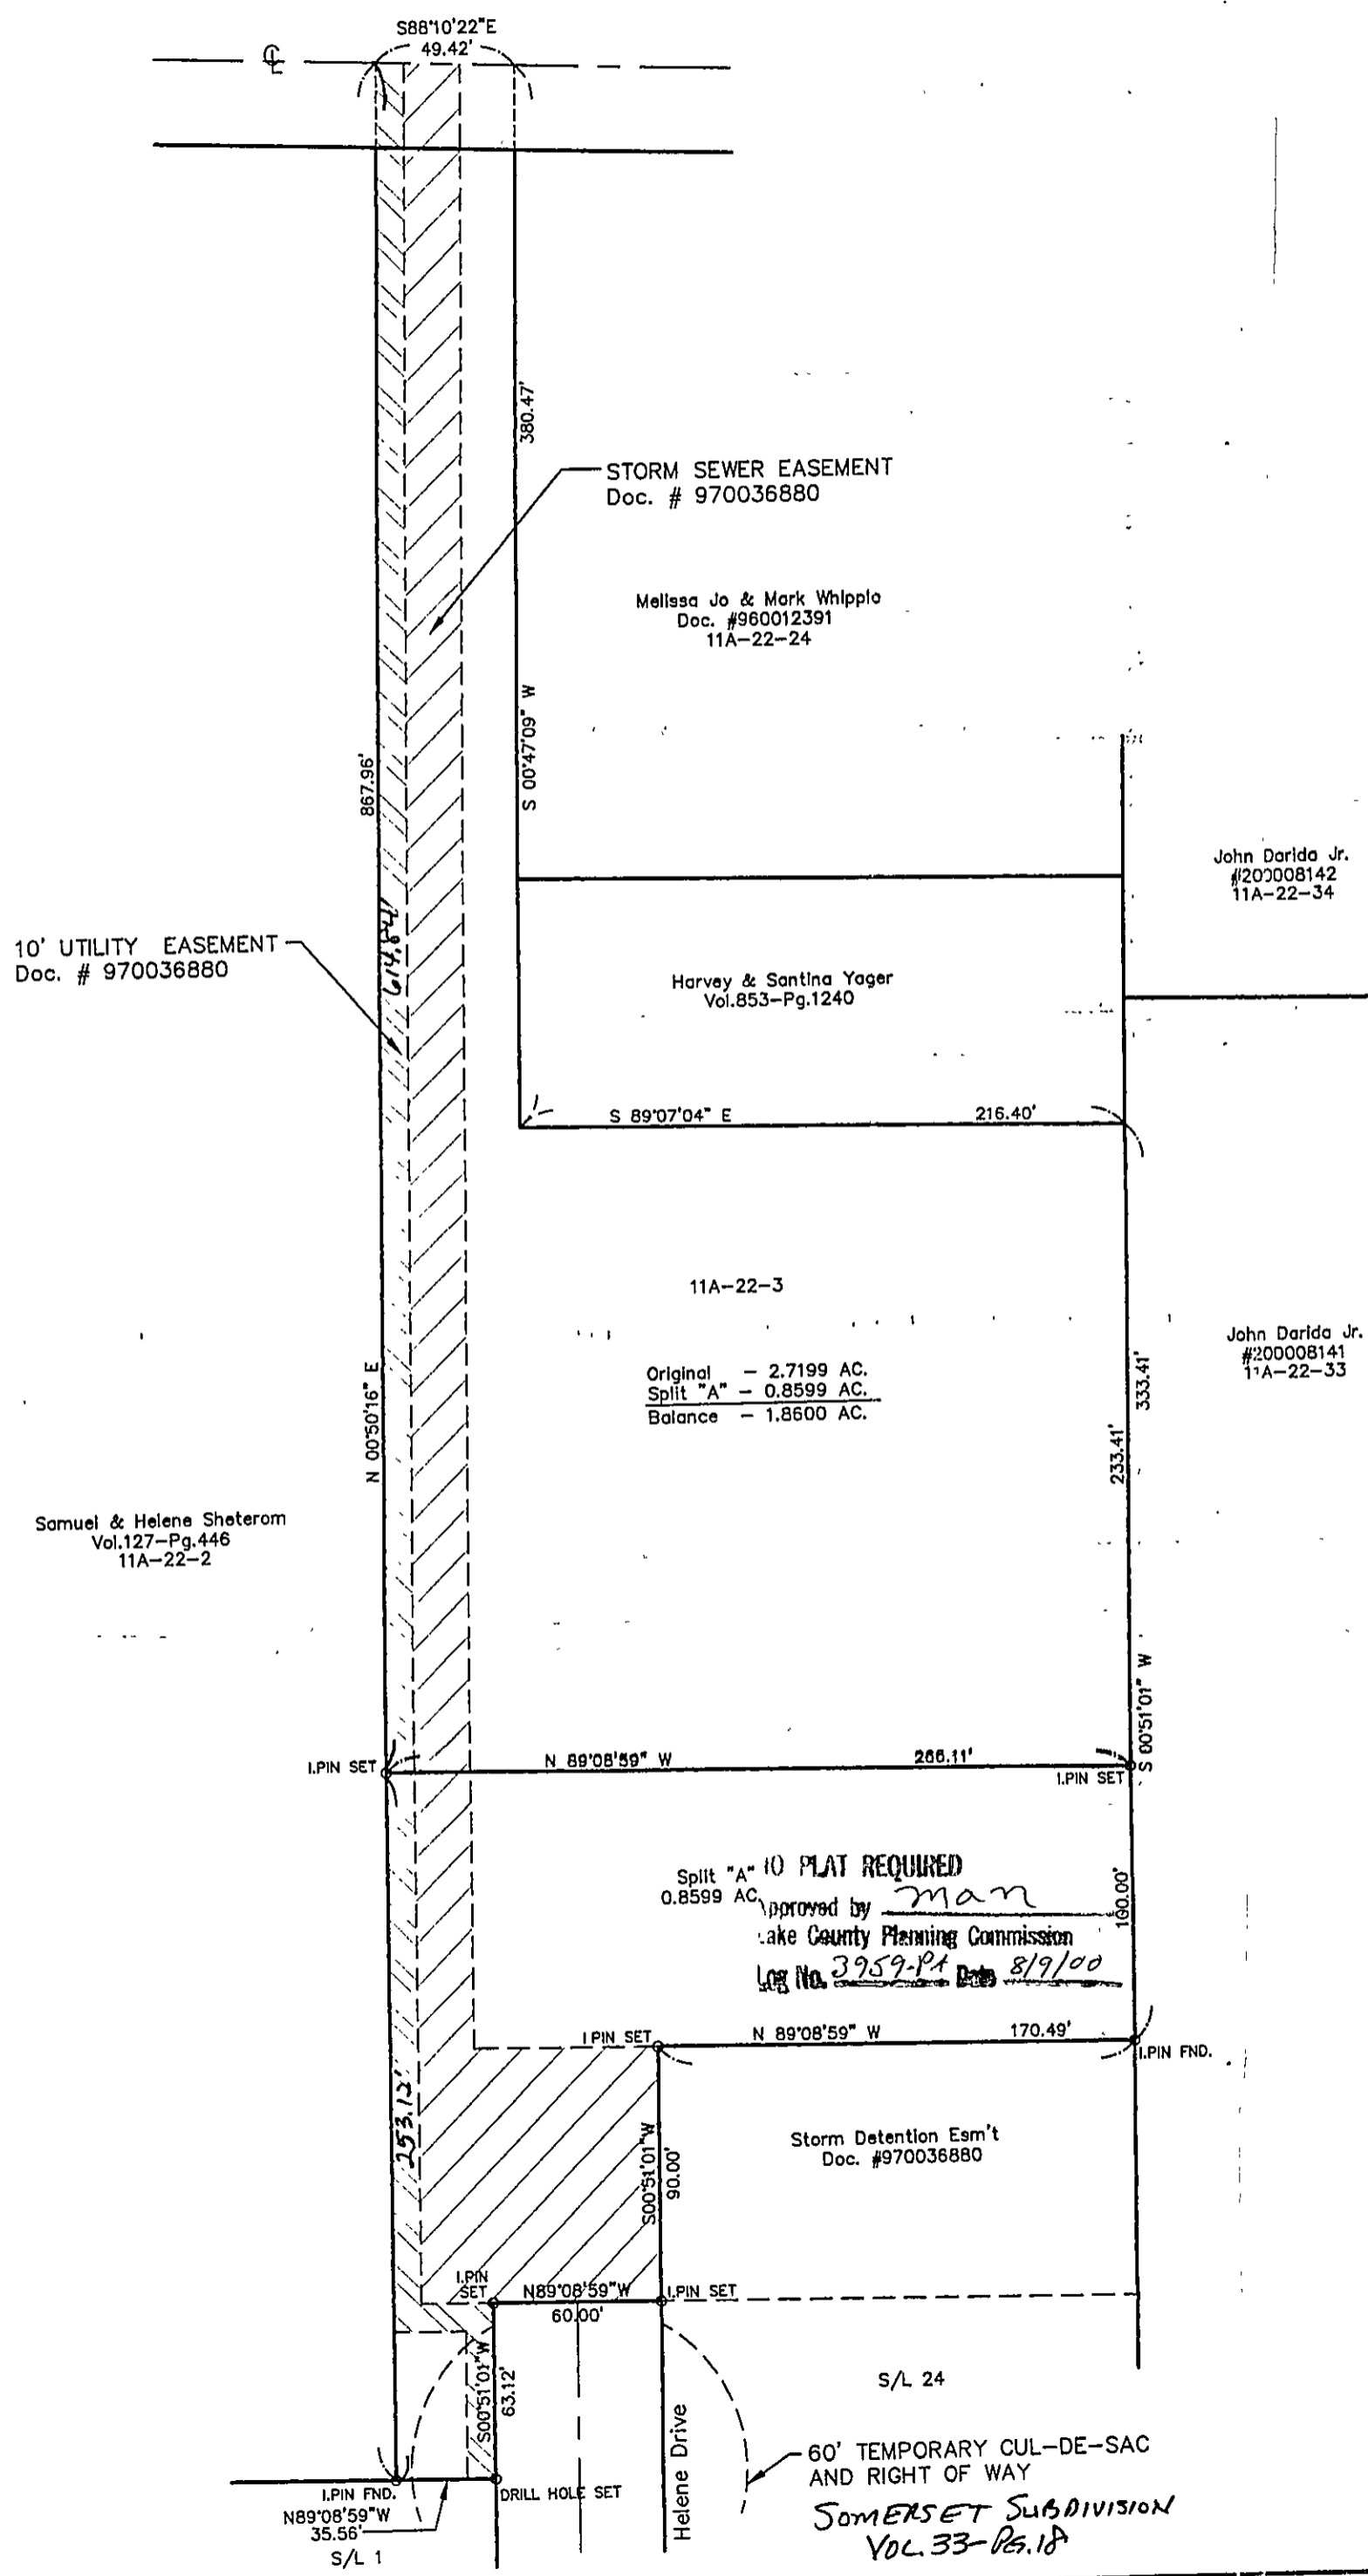 S88°10'22"E
49.42'
℄
380.47'
STORM SEWER EASEMENT
Doc. # 970036880
Melissa Jo & Mark Whipplo
Doc. #960012391
11A-22-24
S 00°47'09" W
867.96'
John Darida Jr.
#200008142
11A-22-34
614.84'
10' UTILITY EASEMENT
Doc. # 970036880
Harvey & Santina Yager
Vol.853-Pg.1240
S 89°07'04" E 216.40'
11A-22-3
Original - 2.7199 AC.
Split "A" - 0.8599 AC.
Balance - 1.8600 AC.
John Darida Jr.
#200008141
11A-22-33
333.41'
233.41'
N 00°50'16" E
Samuel & Helene Sheterom
Vol.127-Pg.446
11A-22-2
S 00°51'01" W
I.PIN SET
N 89°08'59" W 266.11'
I.PIN SET
Split "A"
0.8599 AC.
O PLAT REQUIRED
pproved by man
ake County Planning Commission
Log No. 3959-PA Date 8/9/00
100.00'
I.PIN SET
N 89°08'59" W 170.49'
I.PIN FND.
253.12'
S00°51'01"W
90.00'
Storm Detention Esm't
Doc. #970036880
I.PIN
SET
N89°08'59"W
60.00'
I.PIN SET
S00°51'01"W
63.12'
S/L 24
Helene Drive
60' TEMPORARY CUL-DE-SAC
AND RIGHT OF WAY
I.PIN FND.
DRILL HOLE SET
N89°08'59"W
35.56'
S/L 1
SOMERSET SUBDIVISION
VOL. 33-PG.18